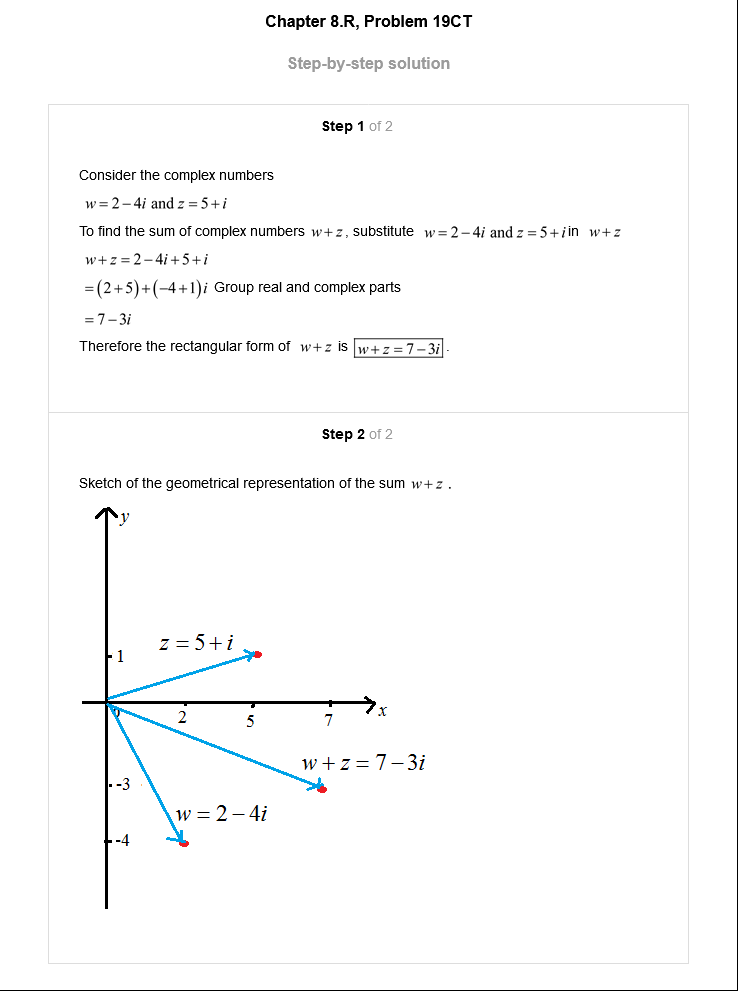 Chapter 8.R, Problem 19CT
Step-by-step solution
Step 1 of 2
Consider the complex numbers
w = 2 – 4i and z = 5 + i
To find the sum of complex numbers w + z , substitute w = 2 – 4i and z = 5 + i in w + z
w + z = 2 – 4i + 5 + i
= (2 + 5) + (–4 + 1)i Group real and complex parts
= 7 – 3i
Therefore the rectangular form of w + z is w + z = 7 – 3i .
Step 2 of 2
Sketch of the geometrical representation of the sum w + z .
y
z = 5 + i
1
0
2
5
7
x
w + z = 7 – 3i
-3
w = 2 – 4i
-4